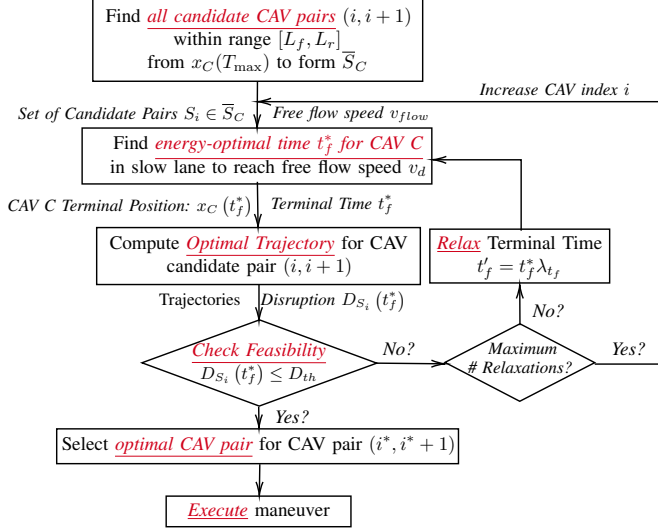 Find all candidate CAV pairs (i, i + 1)
within range [L_f, L_r]
from x_C(T_max) to form S̅_C
Increase CAV index i
Set of Candidate Pairs S_i ∈ S̅_C
Free flow speed v_{flow}
Find energy-optimal time t_f^* for CAV C
in slow lane to reach free flow speed v_d
CAV C Terminal Position: x_C (t_f^*)
Terminal Time t_f^*
Compute Optimal Trajectory for CAV
candidate pair (i, i + 1)
Relax Terminal Time
t'_f = t_f^* λ_{t_f}
Trajectories
Disruption D_{S_i} (t_f^*)
No?
Check Feasibility
D_{S_i} (t_f^*) ≤ D_{th}
No?
Maximum
# Relaxations?
Yes?
Yes?
Select optimal CAV pair for CAV pair (i^*, i^* + 1)
Execute maneuver